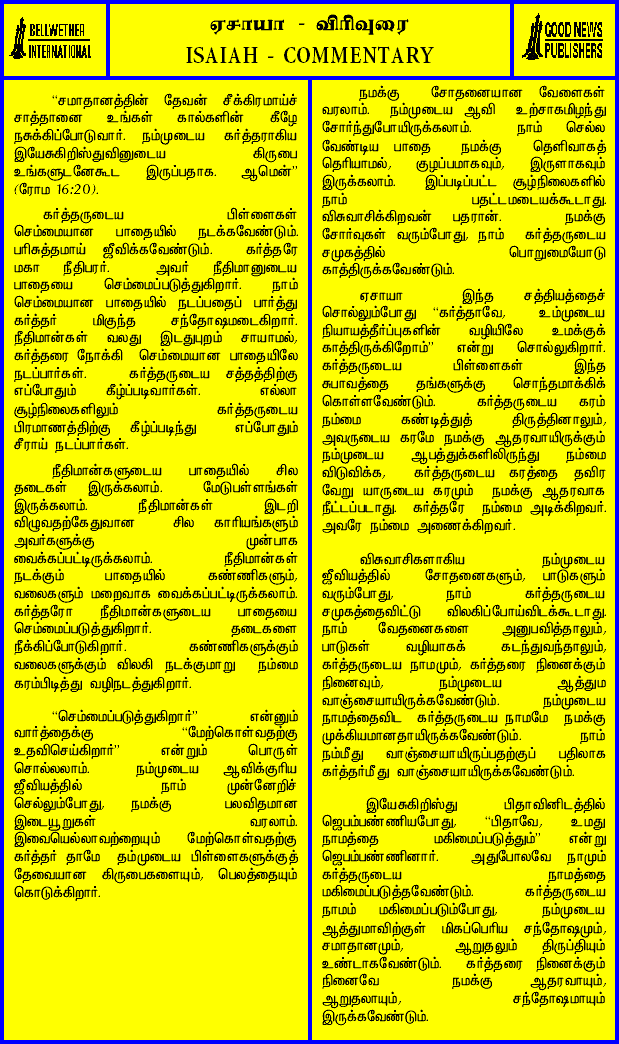 BELLWETHER
INTERNATIONAL
ஏசாயா - விரிவுரை
ISAIAH - COMMENTARY
GOOD NEWS
PUBLISHERS
“சமாதானத்தின் தேவன் சீக்கிரமாய்ச்
சாத்தானை உங்கள் கால்களின் கீழே
நசுக்கிப்போடுவார். நம்முடைய கர்த்தராகிய
இயேசுகிறிஸ்துவினுடைய கிருபை
உங்களுடனேகூட இருப்பதாக. ஆமென்”
(ரோம 16:20).
கர்த்தருடைய பிள்ளைகள்
செம்மையான பாதையில் நடக்கவேண்டும்.
பரிசுத்தமாய் ஜீவிக்கவேண்டும். கர்த்தரே
மகா நீதிபரர். அவர் நீதிமானுடைய
பாதையை செம்மைப்படுத்துகிறார். நாம்
செம்மையான பாதையில் நடப்பதைப் பார்த்து
கர்த்தர் மிகுந்த சந்தோஷமடைகிறார்.
நீதிமான்கள் வலது இடதுபுறம் சாயாமல்,
கர்த்தரை நோக்கி செம்மையான பாதையிலே
நடப்பார்கள். கர்த்தருடைய சத்தத்திற்கு
எப்போதும் கீழ்ப்படிவார்கள். எல்லா
சூழ்நிலைகளிலும் கர்த்தருடைய
பிரமாணத்திற்கு கீழ்ப்படிந்து எப்போதும்
சீராய் நடப்பார்கள்.
நீதிமான்களுடைய பாதையில் சில
தடைகள் இருக்கலாம். மேடுபள்ளங்கள்
இருக்கலாம். நீதிமான்கள் இடறி
விழுவதற்கேதுவான சில காரியங்களும்
அவர்களுக்கு முன்பாக
வைக்கப்பட்டிருக்கலாம். நீதிமான்கள்
நடக்கும் பாதையில் கண்ணிகளும்,
வலைகளும் மறைவாக வைக்கப்பட்டிருக்கலாம்.
கர்த்தரோ நீதிமான்களுடைய பாதையை
செம்மைப்படுத்துகிறார். தடைகளை
நீக்கிப்போடுகிறார். கண்ணிகளுக்கும்
வலைகளுக்கும் விலகி நடக்குமாறு நம்மை
கரம்பிடித்து வழிநடத்துகிறார்.
“செம்மைப்படுத்துகிறார்” என்னும்
வார்த்தைக்கு “மேற்கொள்வதற்கு
உதவிசெய்கிறார்” என்றும் பொருள்
சொல்லலாம். நம்முடைய ஆவிக்குரிய
ஜீவியத்தில் நாம் முன்னேறிச்
செல்லும்போது, நமக்கு பலவிதமான
இடையூறுகள் வரலாம்.
இவையெல்லாவற்றையும் மேற்கொள்வதற்கு
கர்த்தர் தாமே தம்முடைய பிள்ளைகளுக்குத்
தேவையான கிருபைகளையும், பெலத்தையும்
கொடுக்கிறார்.
நமக்கு சோதனையான வேளைகள்
வரலாம். நம்முடைய ஆவி உற்சாகமிழந்து
சோர்ந்துபோயிருக்கலாம். நாம் செல்ல
வேண்டிய பாதை நமக்கு தெளிவாகத்
தெரியாமல், குழப்பமாகவும், இருளாகவும்
இருக்கலாம். இப்படிப்பட்ட சூழ்நிலைகளில்
நாம் பதட்டமடையக்கூடாது.
விசுவாசிக்கிறவன் பதரான். நமக்கு
சோர்வுகள் வரும்போது, நாம் கர்த்தருடைய
சமுகத்தில் பொறுமையோடு
காத்திருக்கவேண்டும்.
ஏசாயா இந்த சத்தியத்தைச்
சொல்லும்போது “கர்த்தாவே, உம்முடைய
நியாயத்தீர்ப்புகளின் வழியிலே உமக்குக்
காத்திருக்கிறோம்” என்று சொல்லுகிறார்.
கர்த்தருடைய பிள்ளைகள் இந்த
சுபாவத்தை தங்களுக்கு சொந்தமாக்கிக்
கொள்ளவேண்டும். கர்த்தருடைய கரம்
நம்மை கண்டித்துத் திருத்தினாலும்,
அவருடைய கரமே நமக்கு ஆதரவாயிருக்கும்
நம்முடைய ஆபத்துக்களிலிருந்து நம்மை
விடுவிக்க, கர்த்தருடைய கரத்தை தவிர
வேறு யாருடைய கரமும் நமக்கு ஆதரவாக
நீட்டப்படாது. கர்த்தரே நம்மை அடிக்கிறவர்.
அவரே நம்மை அணைக்கிறவர்.
விசுவாசிகளாகிய நம்முடைய
ஜீவியத்தில் சோதனைகளும், பாடுகளும்
வரும்போது, நாம் கர்த்தருடைய
சமுகத்தைவிட்டு விலகிப்போய்விடக்கூடாது.
நாம் வேதனைகளை அனுபவித்தாலும்,
பாடுகள் வழியாகக் கடந்துவந்தாலும்,
கர்த்தருடைய நாமமும், கர்த்தரை நினைக்கும்
நினைவும், நம்முடைய ஆத்தும
வாஞ்சையாயிருக்கவேண்டும். நம்முடைய
நாமத்தைவிட கர்த்தருடைய நாமமே நமக்கு
முக்கியமானதாயிருக்கவேண்டும். நாம்
நம்மீது வாஞ்சையாயிருப்பதற்குப் பதிலாக
கர்த்தர்மீது வாஞ்சையாயிருக்கவேண்டும்.
இயேசுகிறிஸ்து பிதாவினிடத்தில்
ஜெபம்பண்ணியபோது, “பிதாவே, உமது
நாமத்தை மகிமைப்படுத்தும்” என்று
ஜெபம்பண்ணினார். அதுபோலவே நாமும்
கர்த்தருடைய நாமத்தை
மகிமைப்படுத்தவேண்டும். கர்த்தருடைய
நாமம் மகிமைப்படும்போது, நம்முடைய
ஆத்துமாவிற்குள் மிகப்பெரிய சந்தோஷமும்,
சமாதானமும், ஆறுதலும் திருப்தியும்
உண்டாகவேண்டும். கர்த்தரை நினைக்கும்
நினைவே நமக்கு ஆதரவாயும்,
ஆறுதலாயும், சந்தோஷமாயும்
இருக்கவேண்டும்.